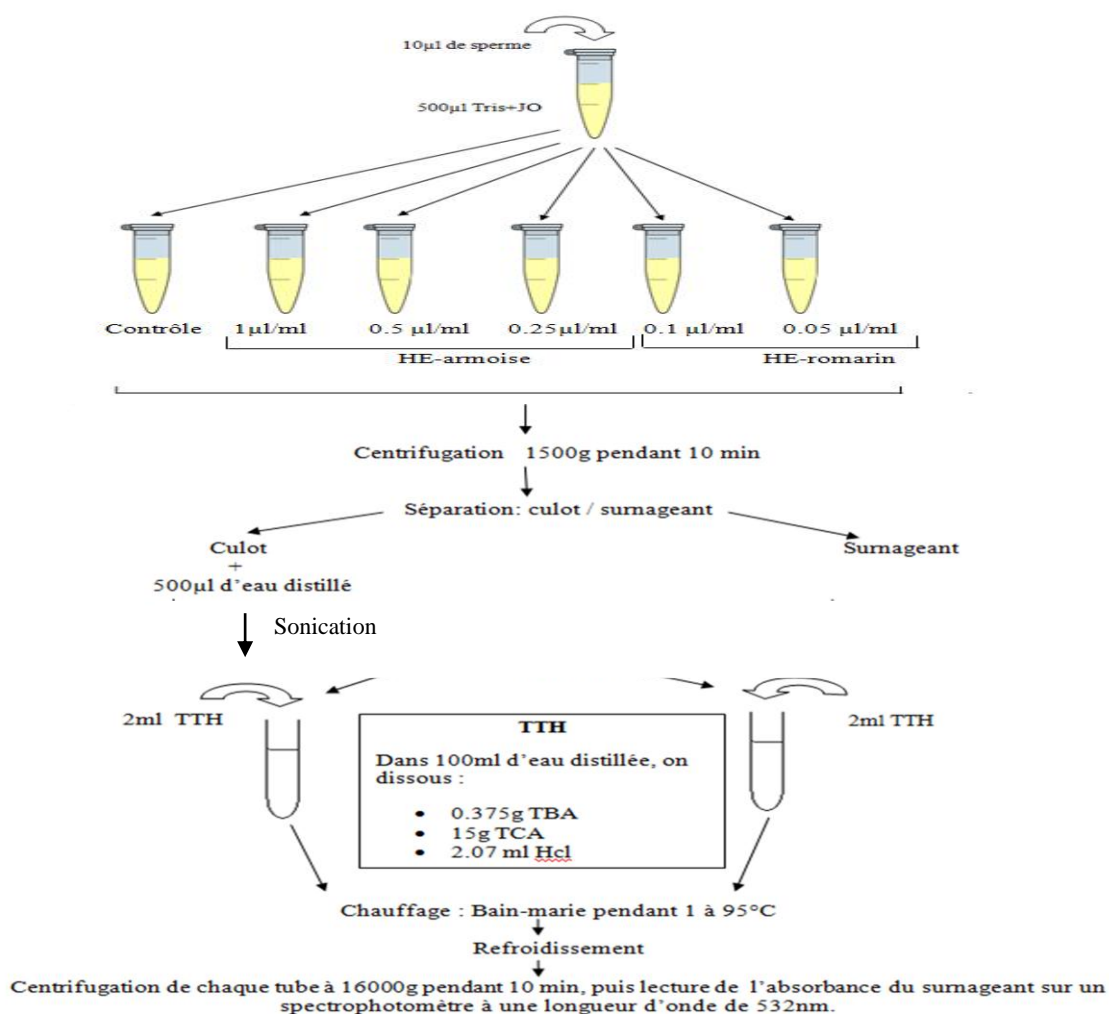 10µl de sperme
500µl Tris+JO
Contrôle 1µl/ml 0.5 µl/ml 0.25µl/ml 0.1 µl/ml 0.05 µl/ml
HE-armoise HE-romarin
Centrifugation 1500g pendant 10 min
Séparation: culot / surnageant
Culot Surnageant
+
500µl d’eau distillé
Sonication
2ml TTH 2ml TTH
TTH
Dans 100ml d’eau distillée, on
dissous :
• 0.375g TBA
• 15g TCA
• 2.07 ml Hcl
Chauffage : Bain-marie pendant 1 à 95°C
Refroidissement
Centrifugation de chaque tube à 16000g pendant 10 min, puis lecture de l’absorbance du surnageant sur un
spectrophotomètre à une longueur d’onde de 532nm.